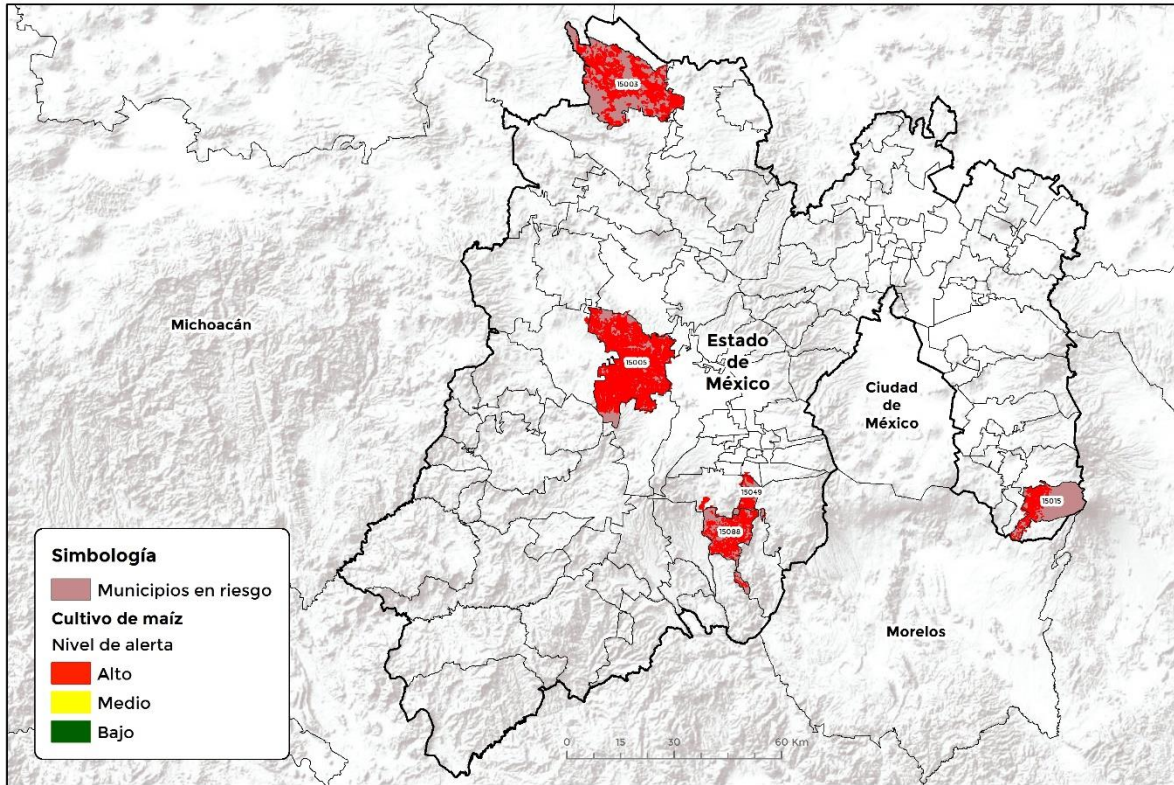 15003
Michoacán
15005
Estado
de
México
Ciudad
de
México
15049
15015
15088
Morelos
Simbología
Municipios en riesgo
Cultivo de maíz
Nivel de alerta
Alto
Medio
Bajo
0 15 30 60 Km